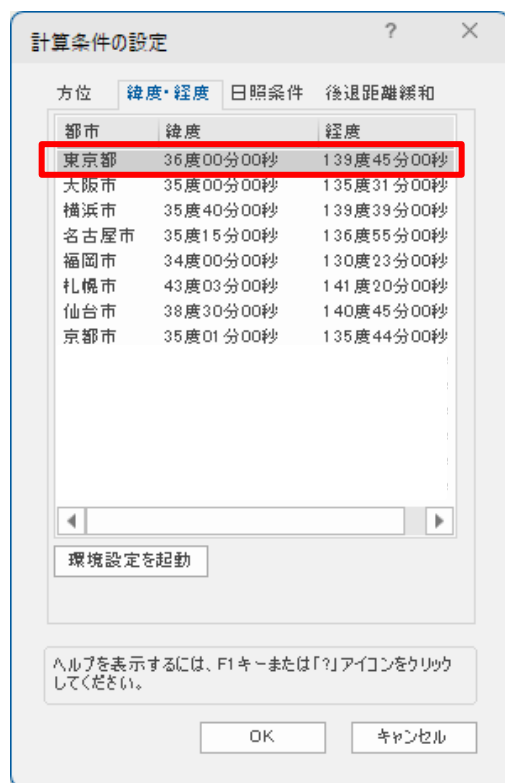 計算条件の設定
方位 緯度・経度 日照条件 後退距離緩和
都市 緯度 経度
東京都 36度00分00秒 139度45分00秒
大阪市 35度00分00秒 135度31分00秒
横浜市 35度40分00秒 139度39分00秒
名古屋市 35度15分00秒 136度55分00秒
福岡市 34度00分00秒 130度23分00秒
札幌市 43度03分00秒 141度20分00秒
仙台市 38度30分00秒 140度45分00秒
京都市 35度01分00秒 135度44分00秒
環境設定を起動
ヘルプを表示するには、F1キーまたは「?」アイコンをクリック
してください。
OK キャンセル